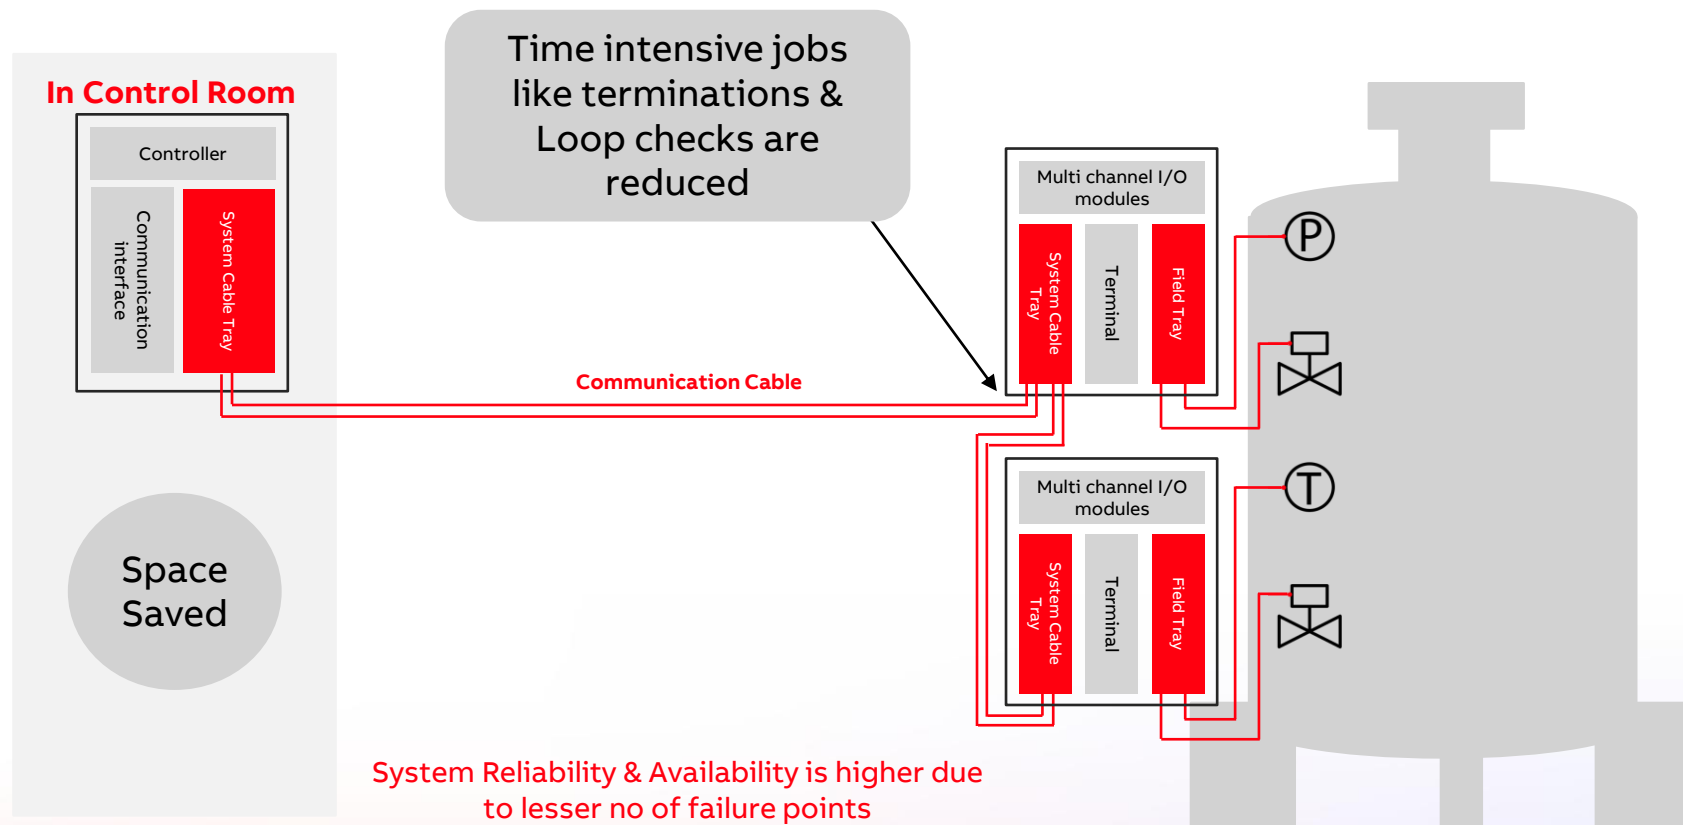 In Control Room
Controller
Communication
interface
System Cable Tray
Space
Saved
Time intensive jobs
like terminations &
Loop checks are
reduced
Communication Cable
Multi channel I/O
modules
System Cable
Tray
Terminal
Field Tray
P
Multi channel I/O
modules
System Cable
Tray
Terminal
Field Tray
T
System Reliability & Availability is higher due
to lesser no of failure points